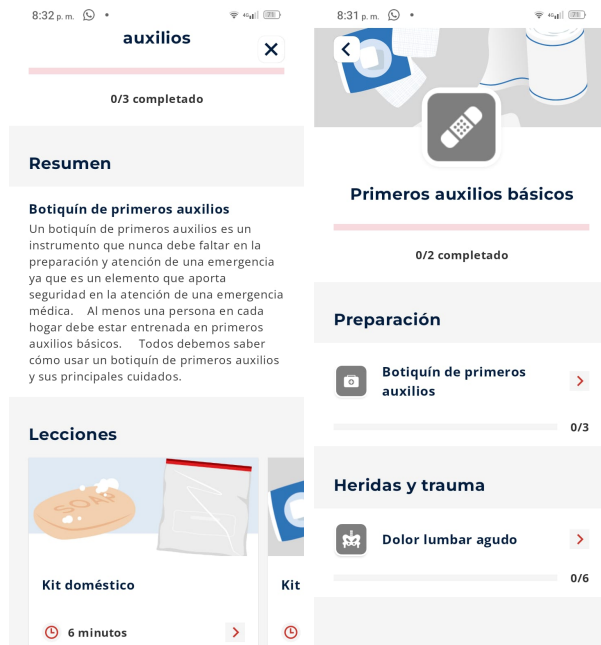 8:32 p. m.
auxilios
0/3 completado
Resumen
Botiquín de primeros auxilios
Un botiquín de primeros auxilios es un
instrumento que nunca debe faltar en la
preparación y atención de una emergencia
ya que es un elemento que aporta
seguridad en la atención de una emergencia
médica. Al menos una persona en cada
hogar debe estar entrenada en primeros
auxilios básicos. Todos debemos saber
cómo usar un botiquín de primeros auxilios
y sus principales cuidados.
Lecciones
SOAP
Kit doméstico
Kit
6 minutos
8:31 p. m.
Primeros auxilios básicos
0/2 completado
Preparación
Botiquín de primeros
auxilios
0/3
Heridas y trauma
Dolor lumbar agudo
0/6